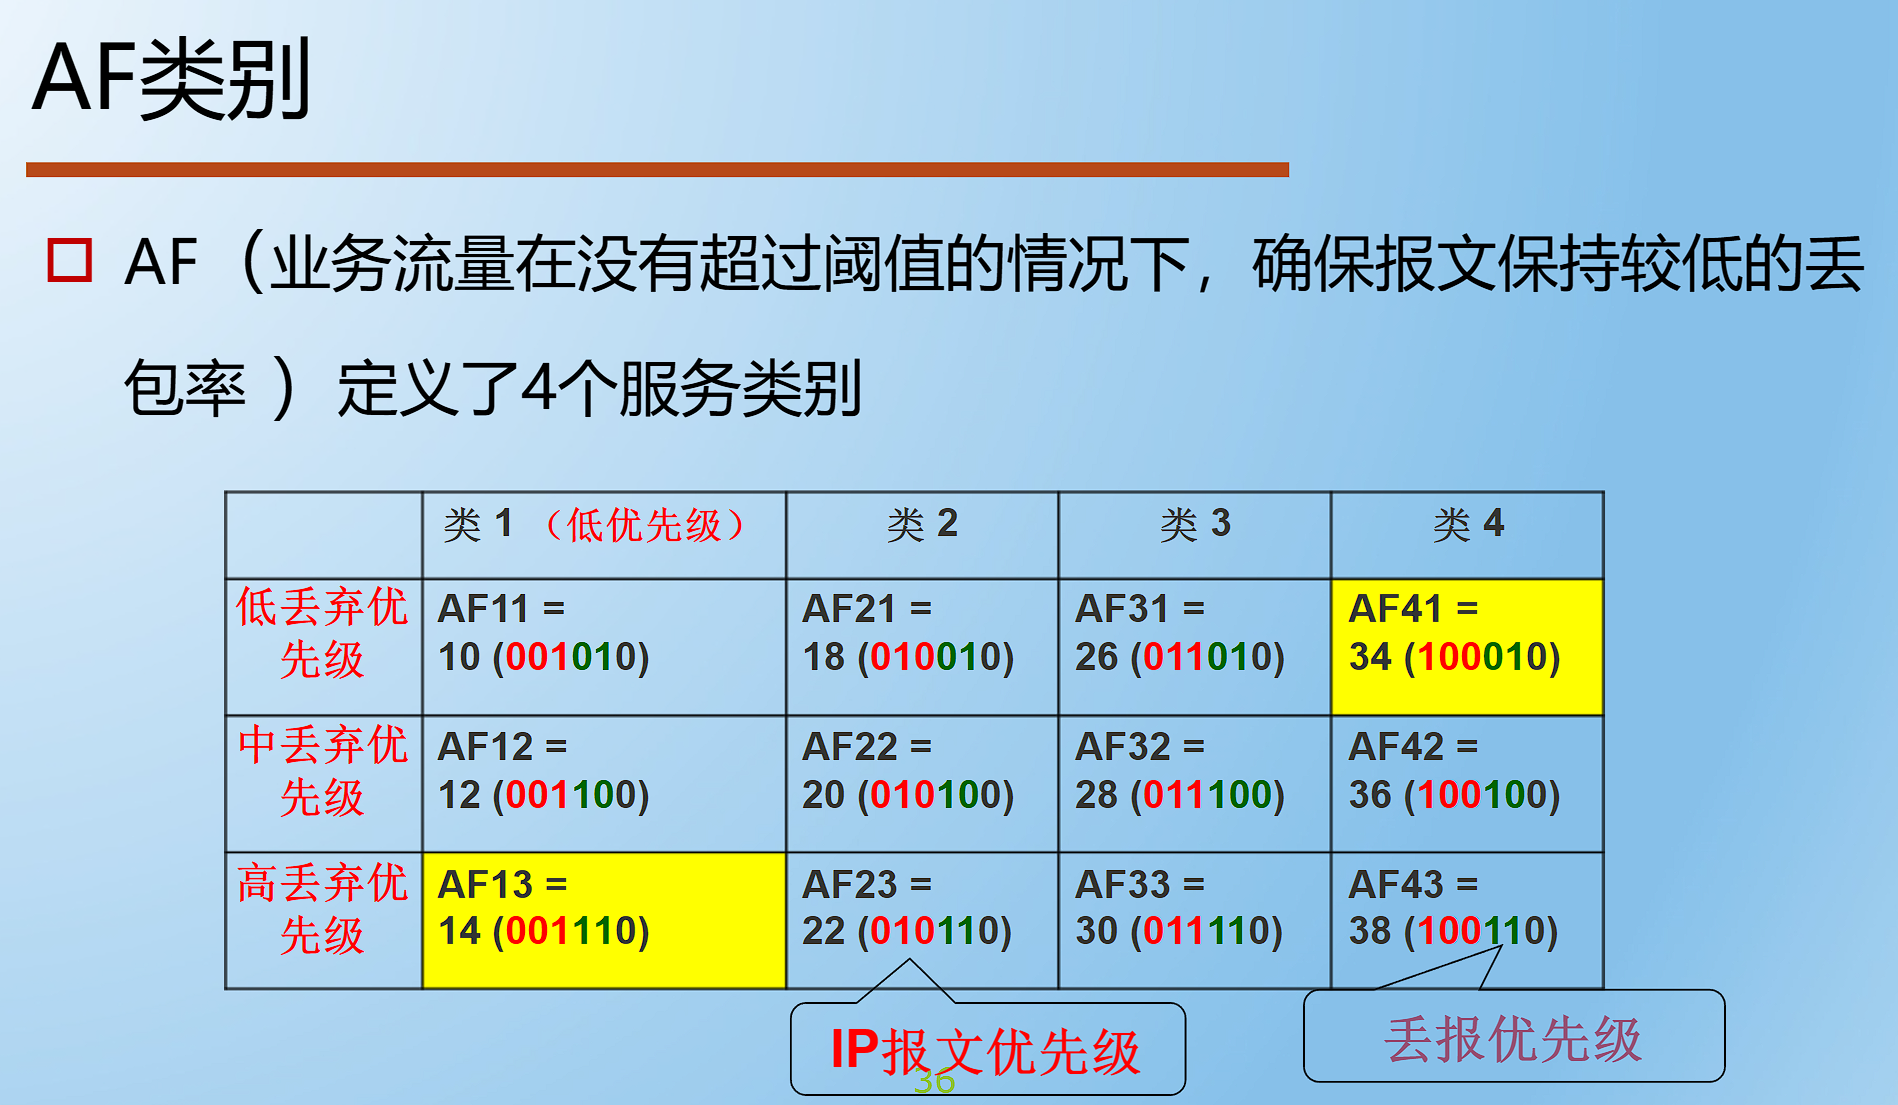 AF类别
AF（业务流量在没有超过阈值的情况下，确保报文保持较低的丢
包率 ）定义了4个服务类别
类 1 （低优先级） 类 2 类 3 类 4
低丢弃优先级 AF11 = 10 (001010) AF21 = 18 (010010) AF31 = 26 (011010) AF41 = 34 (100010)
中丢弃优先级 AF12 = 12 (001100) AF22 = 20 (010100) AF32 = 28 (011100) AF42 = 36 (100100)
高丢弃优先级 AF13 = 14 (001110) AF23 = 22 (010110) AF33 = 30 (011110) AF43 = 38 (100110)
IP报文优先级 丢报优先级
36